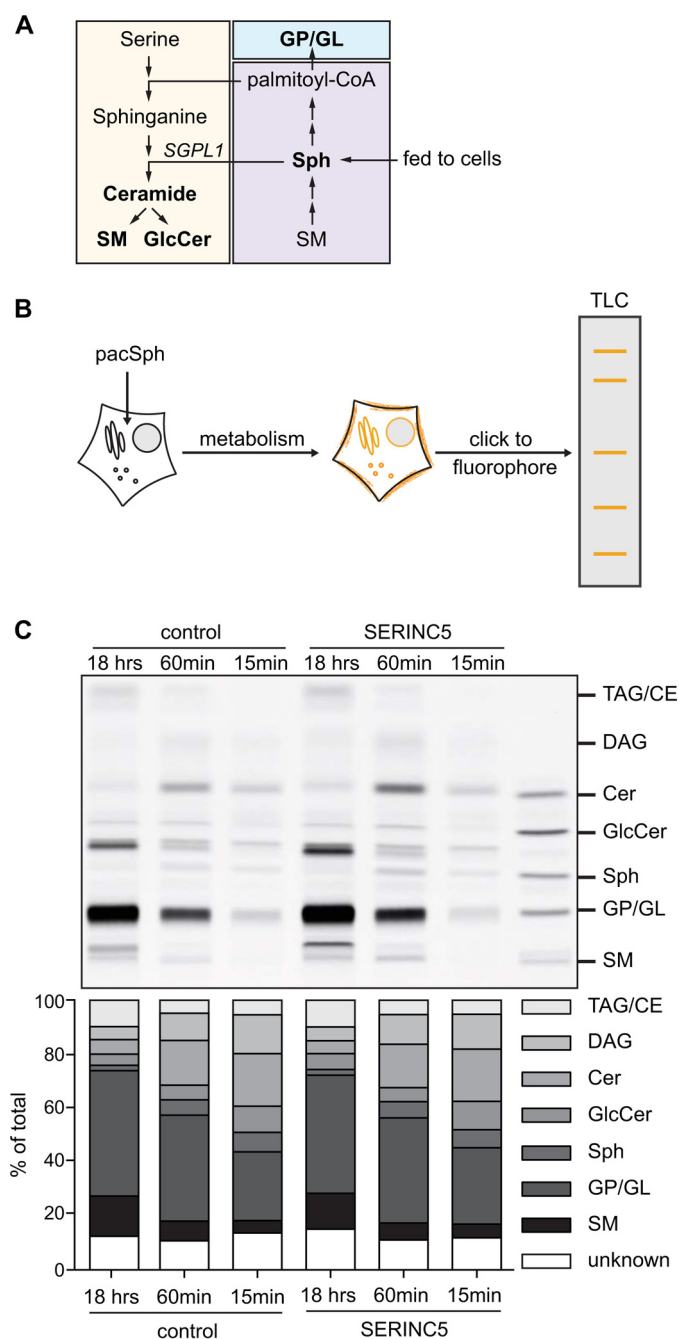 A
Serine
GP/GL
palmitoyl-CoA
Sphinganine
SGPL1
Sph
fed to cells
Ceramide
SM GlcCer
SM
B
TLC
pacSph
metabolism
click to
fluorophore
C
control SERINC5
18 hrs 60min 15min 18 hrs 60min 15min
TAG/CE
DAG
Cer
GlcCer
Sph
GP/GL
SM
% of total
100
80
60
40
20
0
TAG/CE
DAG
Cer
GlcCer
Sph
GP/GL
SM
unknown
18 hrs 60min 15min 18 hrs 60min 15min
control SERINC5